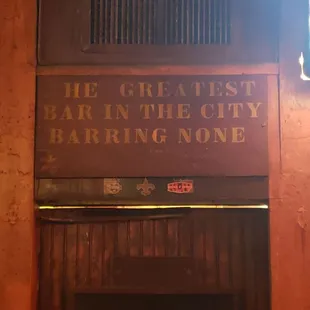 HE GREATEST
BAR IN THE CITY
BARRING NONE